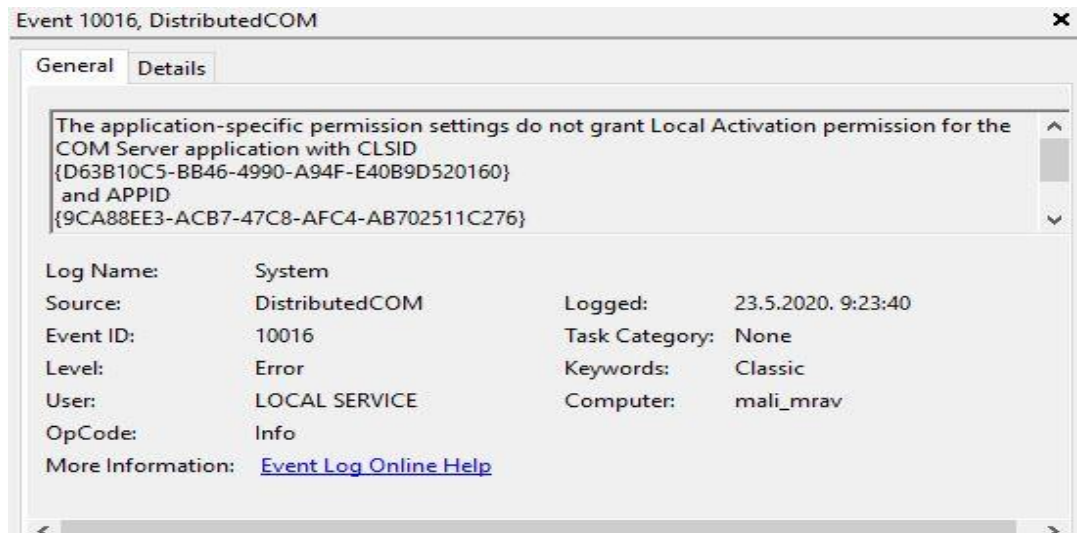 Event 10016, DistributedCOM
General Details
The application-specific permission settings do not grant Local Activation permission for the
COM Server application with CLSID
{D63B10C5-BB46-4990-A94F-E40B9D520160}
and APPID
{9CA88EE3-ACB7-47C8-AFC4-AB702511C276}
Log Name: System
Source: DistributedCOM Logged: 23.5.2020. 9:23:40
Event ID: 10016 Task Category: None
Level: Error Keywords: Classic
User: LOCAL SERVICE Computer: mali_mrav
OpCode: Info
More Information: Event Log Online Help